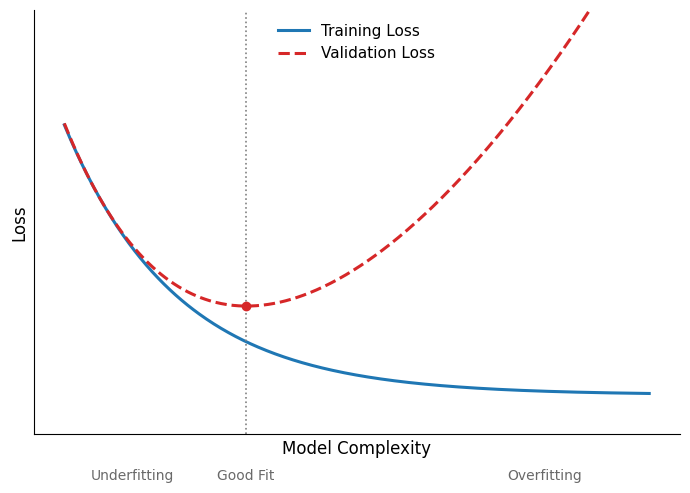 Training Loss
Validation Loss
Loss
Model Complexity
Underfitting
Good Fit
Overfitting